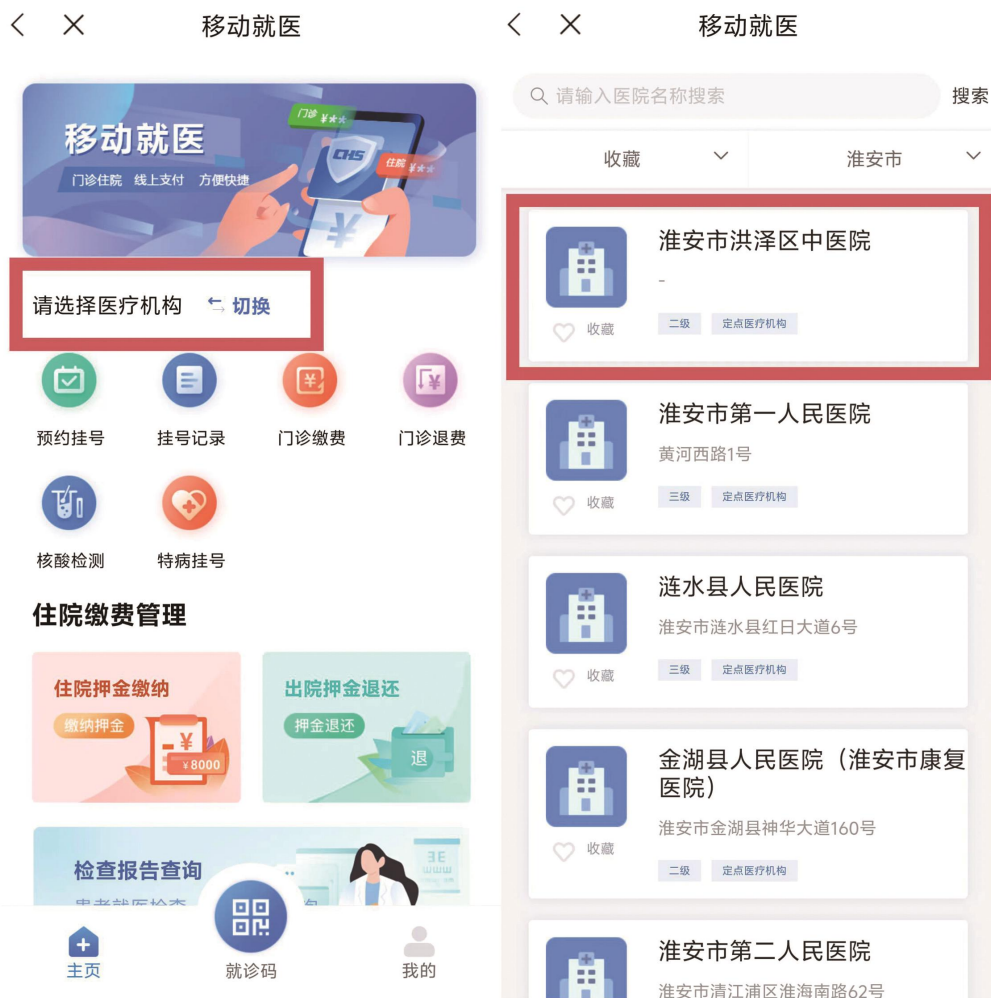 移动就医
移动就医
门诊住院 线上支付 方便快捷
门诊 ¥★★
CHS
住院 ¥★★
¥
请选择医疗机构 切换
预约挂号 挂号记录 门诊缴费 门诊退费
核酸检测 特病挂号
住院缴费管理
住院押金缴纳
缴纳押金
¥
¥8000
出院押金退还
押金退还
退
检查报告查询
主页 就诊码 我的
移动就医
请输入医院名称搜索 搜索
收藏 淮安市
淮安市洪泽区中医院
-
收藏 二级 定点医疗机构
淮安市第一人民医院
黄河西路1号
收藏 三级 定点医疗机构
涟水县人民医院
淮安市涟水县红日大道6号
收藏 三级 定点医疗机构
金湖县人民医院（淮安市康复
医院）
淮安市金湖县神华大道160号
收藏 二级 定点医疗机构
淮安市第二人民医院
淮安市清江浦区淮海南路62号